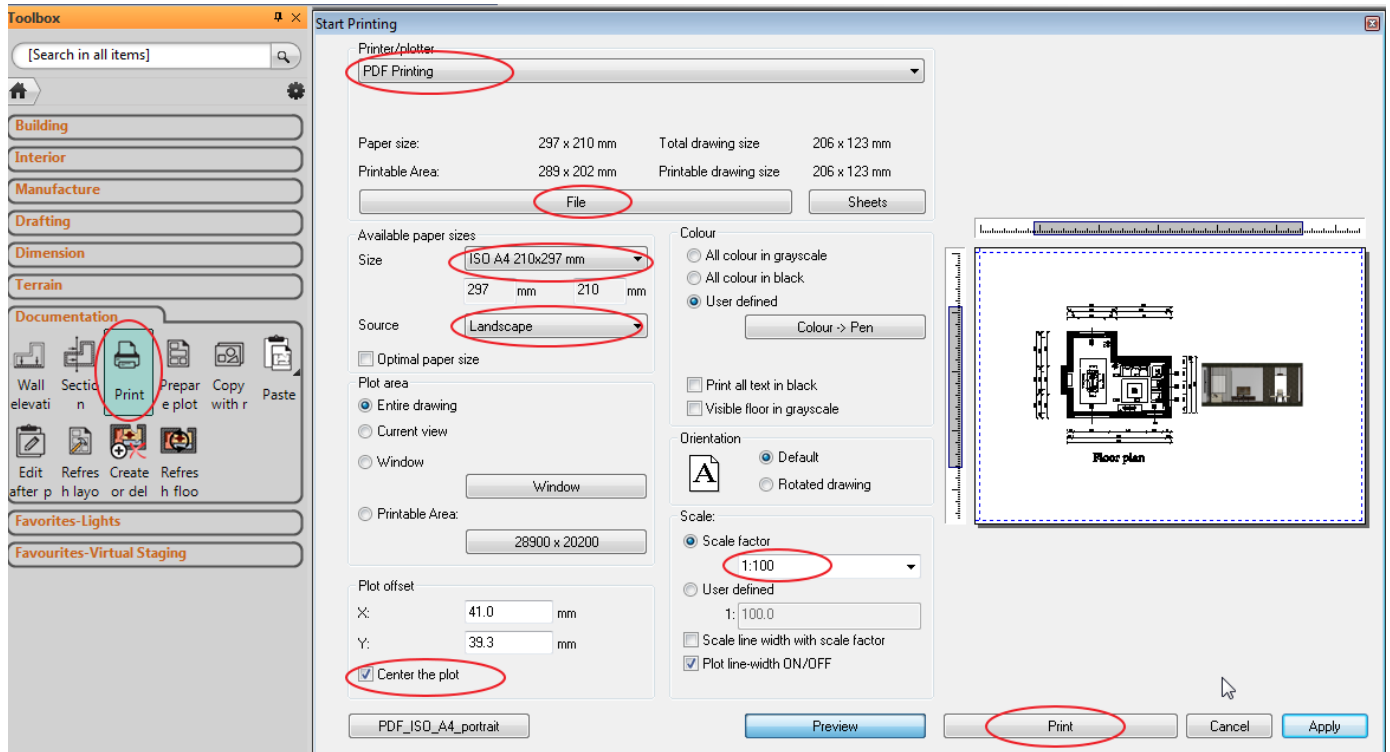 Toolbox
[Search in all items]
Building
Interior
Manufacture
Drafting
Dimension
Terrain
Documentation
Wall elevati
Sectio n
Print
Prepar e plot
Copy with r
Paste
Edit after p
Refres h layo
Create or del
Refres h floo
Favorites-Lights
Favourites-Virtual Staging
Start Printing
Printer/plotter
PDF Printing
Paper size: 297 x 210 mm Total drawing size 206 x 123 mm
Printable Area: 289 x 202 mm Printable drawing size 206 x 123 mm
File Sheets
Available paper sizes
Size ISO A4 210x297 mm
297 mm 210 mm
Source Landscape
Optimal paper size
Plot area
Entire drawing
Current view
Window
Window
Printable Area:
28900 x 20200
Plot offset
X: 41.0 mm
Y: 39.3 mm
Center the plot
PDF_ISO_A4_portrait
Colour
All colour in grayscale
All colour in black
User defined
Colour -> Pen
Print all text in black
Visible floor in grayscale
Orientation
A
Default
Rotated drawing
Scale:
Scale factor
1:100
User defined
1: 100.0
Scale line width with scale factor
Plot line-width ON/OFF
Floor plan
Preview Print Cancel Apply